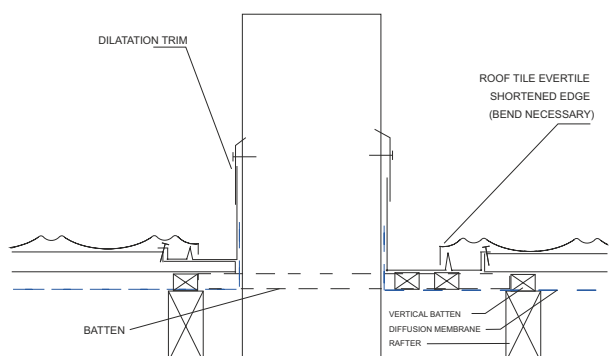 DILATATION TRIM
ROOF TILE EVERTILE
SHORTENED EDGE
(BEND NECESSARY)
BATTEN
VERTICAL BATTEN
DIFFUSION MEMBRANE
RAFTER